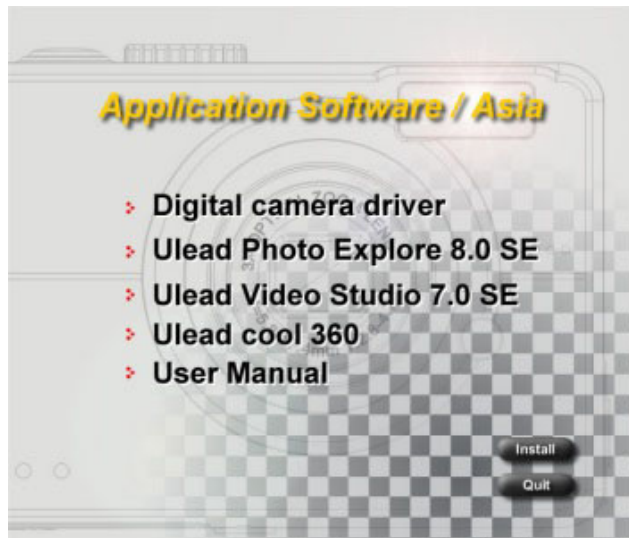 Application Software / Asia
Digital camera driver
Ulead Photo Explore 8.0 SE
Ulead Video Studio 7.0 SE
Ulead cool 360
User Manual
Install
Quit